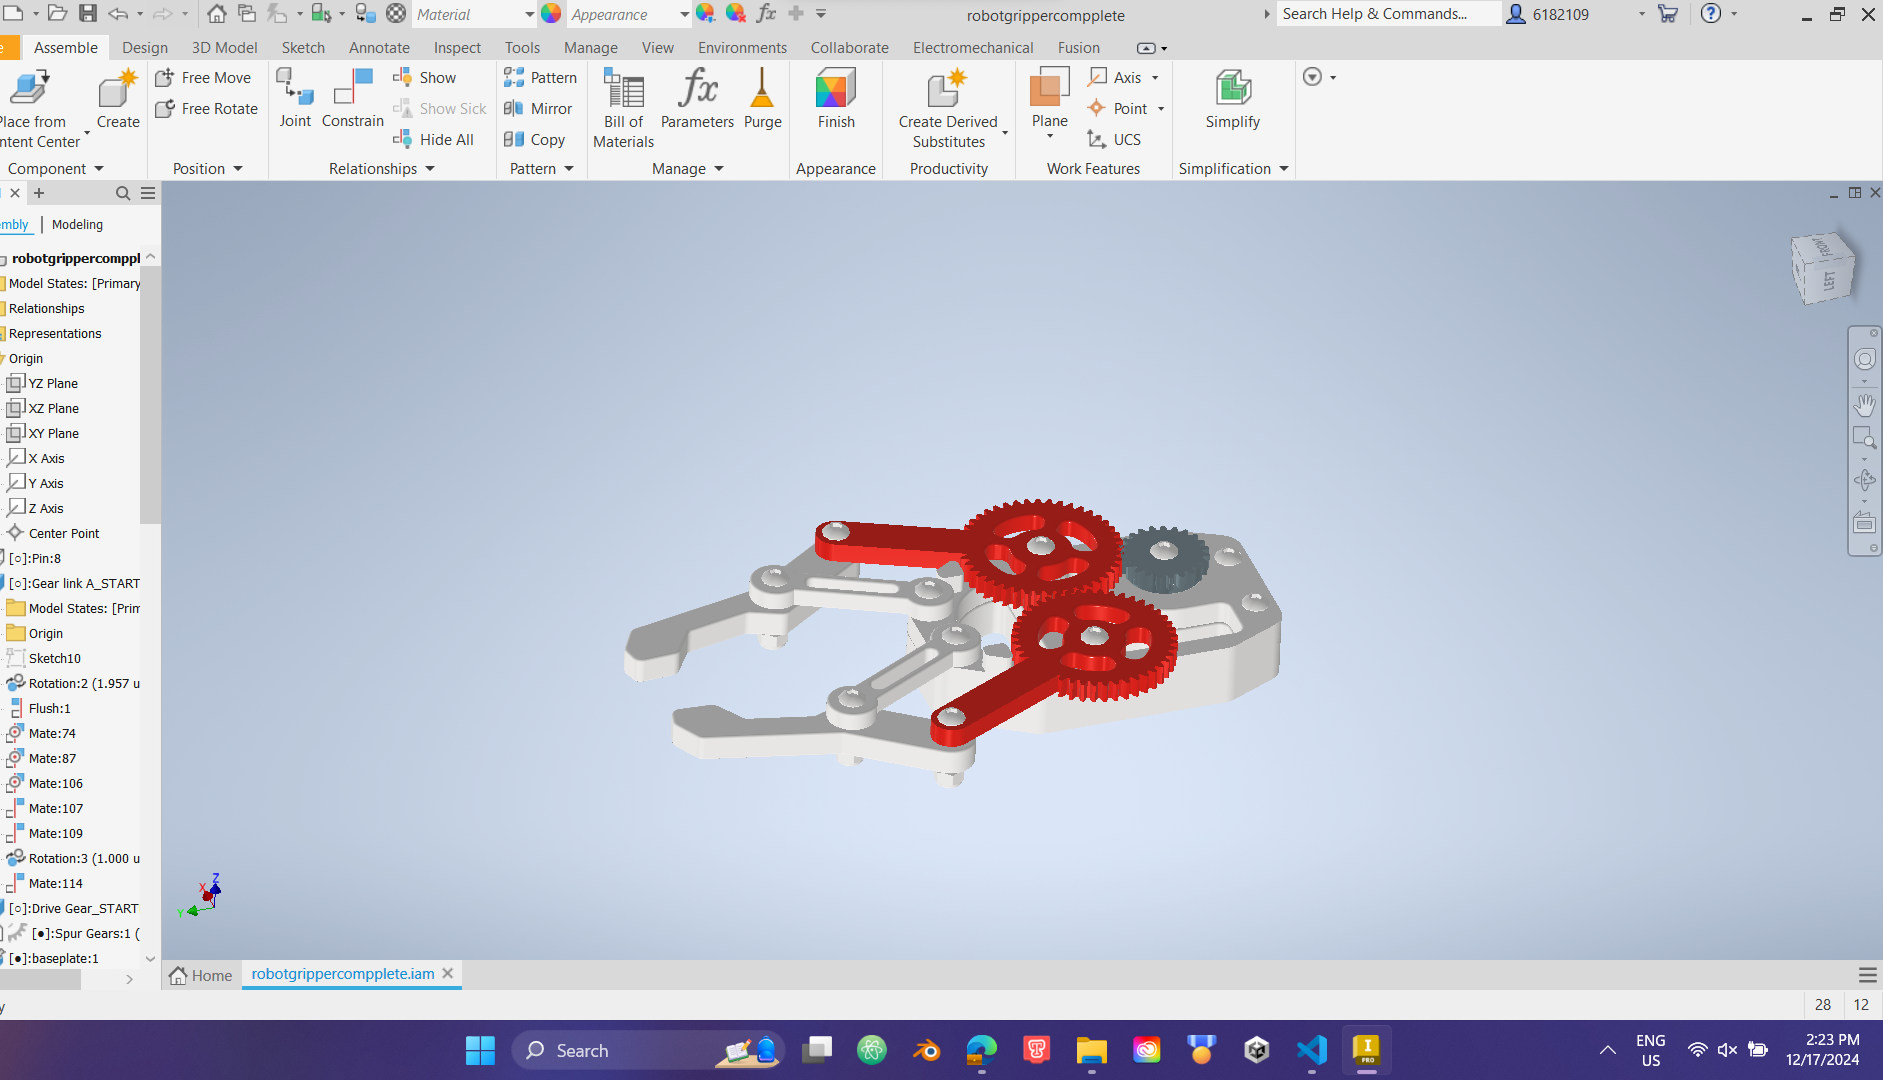 Material
Appearance
robotgrippercompplete
Search Help & Commands...
6182109
Assemble
Design
3D Model
Sketch
Annotate
Inspect
Tools
Manage
View
Environments
Collaborate
Electromechanical
Fusion
Place from
ntent Center
Create
Free Move
Free Rotate
Joint
Constrain
Show
Show Sick
Hide All
Pattern
Mirror
Copy
Bill of
Materials
Parameters
Purge
Finish
Create Derived
Substitutes
Plane
Axis
Point
UCS
Simplify
Component
Position
Relationships
Pattern
Manage
Appearance
Productivity
Work Features
Simplification
mbly
Modeling
robotgrippercomppl
Model States: [Primary
Relationships
Representations
Origin
YZ Plane
XZ Plane
XY Plane
X Axis
Y Axis
Z Axis
Center Point
[○]:Pin:8
[○]:Gear link A_START
Model States: [Prim
Origin
Sketch10
Rotation:2 (1.957 u
Flush:1
Mate:74
Mate:87
Mate:106
Mate:107
Mate:109
Rotation:3 (1.000 u
Mate:114
[○]:Drive Gear_START
[●]:Spur Gears:1 (
[●]:baseplate:1
FRONT
LEFT
Z
X
Y
Home
robotgrippercompplete.iam
y
28
12
Search
I
PRO
ENG
US
2:23 PM
12/17/2024